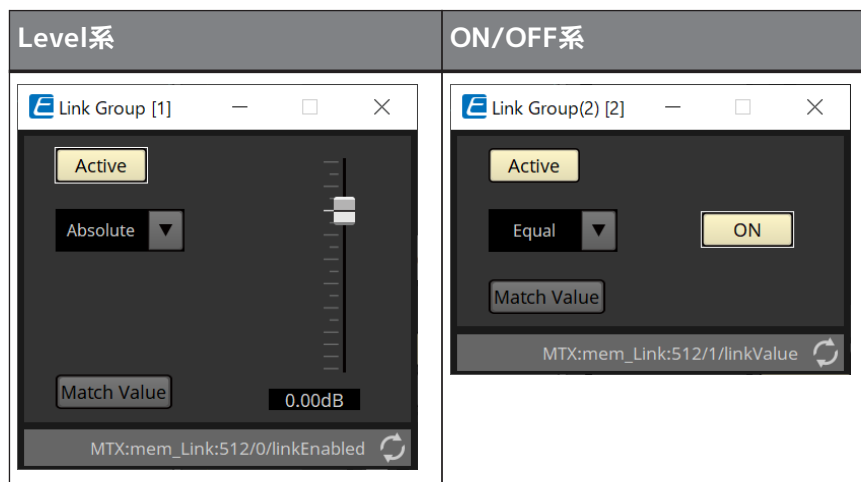 Level系
ON/OFF系
Link Group [1]
Active
Absolute
Match Value
0.00dB
MTX:mem_Link:512/0/linkEnabled
Link Group(2) [2]
Active
Equal
ON
Match Value
MTX:mem_Link:512/1/linkValue